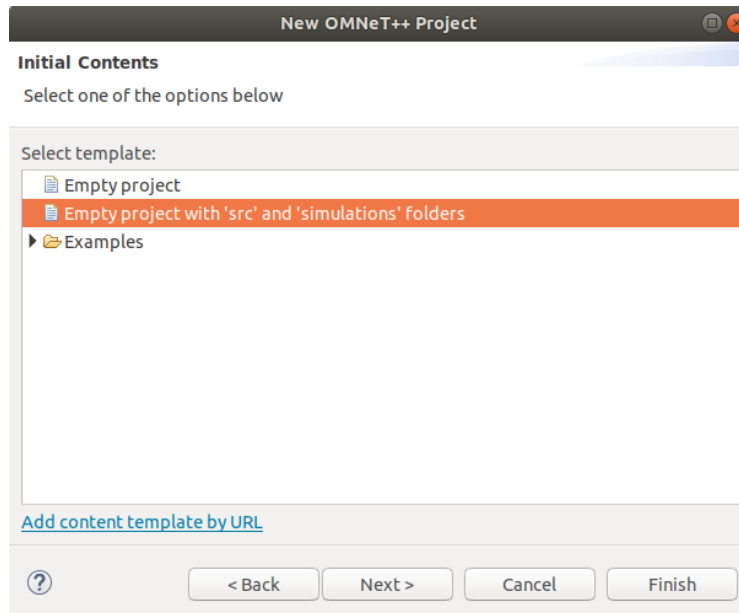 New OMNeT++ Project
Initial Contents
Select one of the options below
Select template:
Empty project
Empty project with 'src' and 'simulations' folders
Examples
Add content template by URL
? < Back Next > Cancel Finish